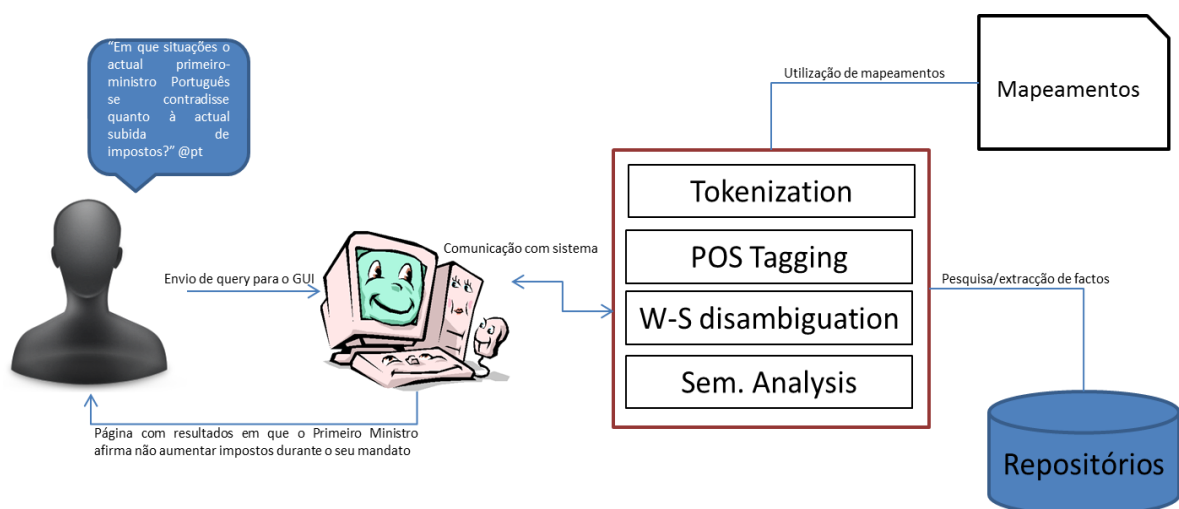 “Em que situações o
actual primeiro-
ministro Português
se contradisse
quanto à actual
subida de
impostos?” @pt
Envio de query para o GUI
Página com resultados em que o Primeiro Ministro
afirma não aumentar impostos durante o seu mandato
Comunicação com sistema
Tokenization
POS Tagging
W-S disambiguation
Sem. Analysis
Utilização de mapeamentos
Mapeamentos
Pesquisa/extracção de factos
Repositórios